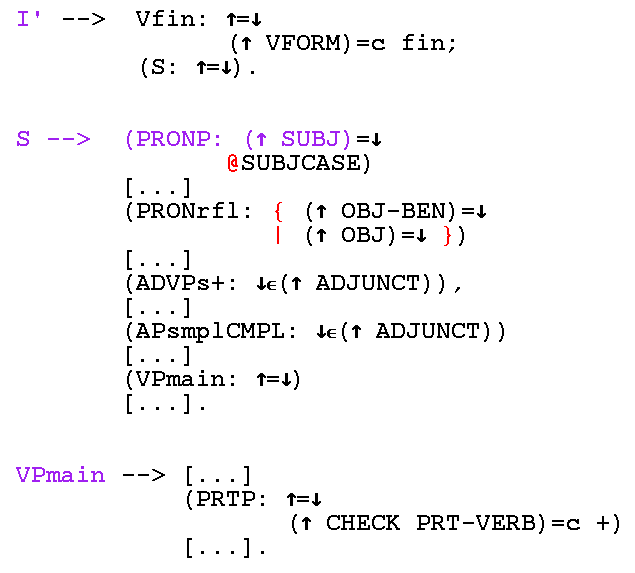 I' --> Vfin: ↑=↓
(↑ VFORM)=c fin;
(S: ↑=↓).
S --> (PRONP: (↑ SUBJ)=↓
@SUBJCASE)
[...]
(PRONrfl: { (↑ OBJ-BEN)=↓
| (↑ OBJ)=↓ })
[...]
(ADVPs+: ↓∈(↑ ADJUNCT)),
[...]
(APsmplCMPL: ↓∈(↑ ADJUNCT))
[...]
(VPmain: ↑=↓)
[...].
VPmain --> [...]
(PRTP: ↑=↓
(↑ CHECK PRT-VERB)=c +)
[...].